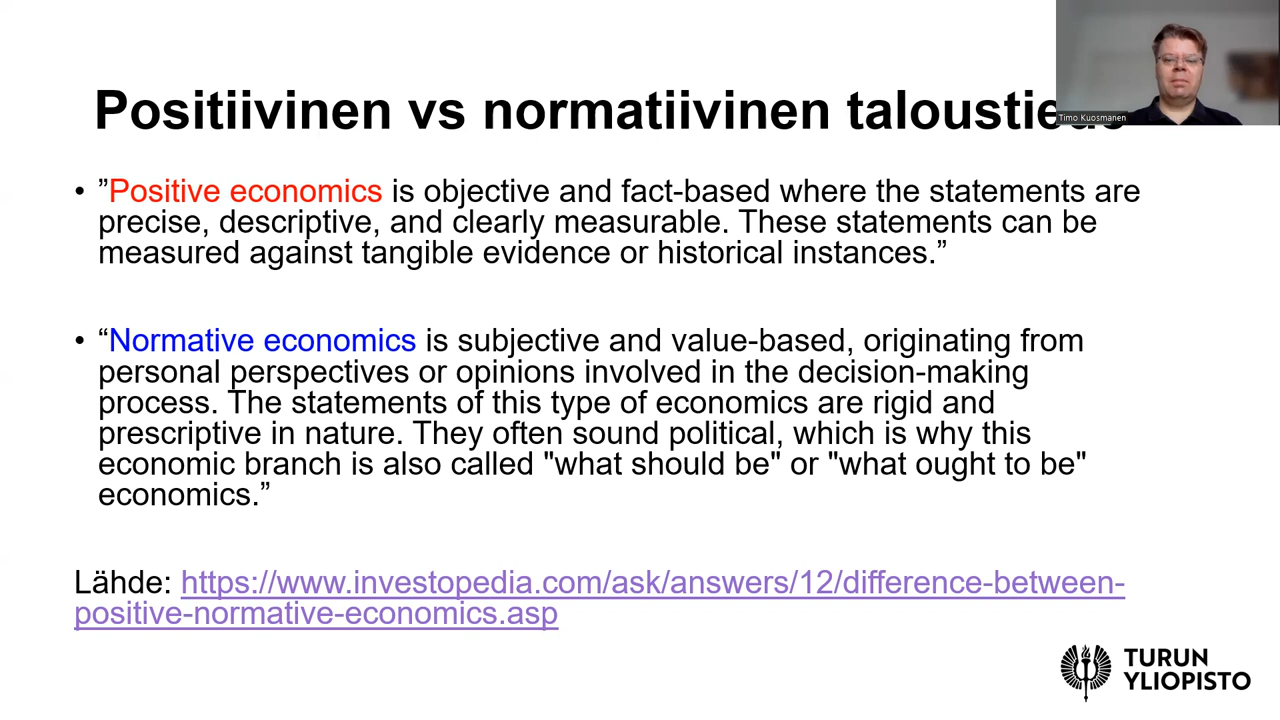 Positiivinen vs normatiivinen
Timo Kuosmanen
• ”Positive economics is objective and fact-based where the statements are
precise, descriptive, and clearly measurable. These statements can be
measured against tangible evidence or historical instances.”
• “Normative economics is subjective and value-based, originating from
personal perspectives or opinions involved in the decision-making
process. The statements of this type of economics are rigid and
prescriptive in nature. They often sound political, which is why this
economic branch is also called "what should be" or "what ought to be"
economics.”
Lähde: https://www.investopedia.com/ask/answers/12/difference-between-
positive-normative-economics.asp
TURUN
YLIOPISTO